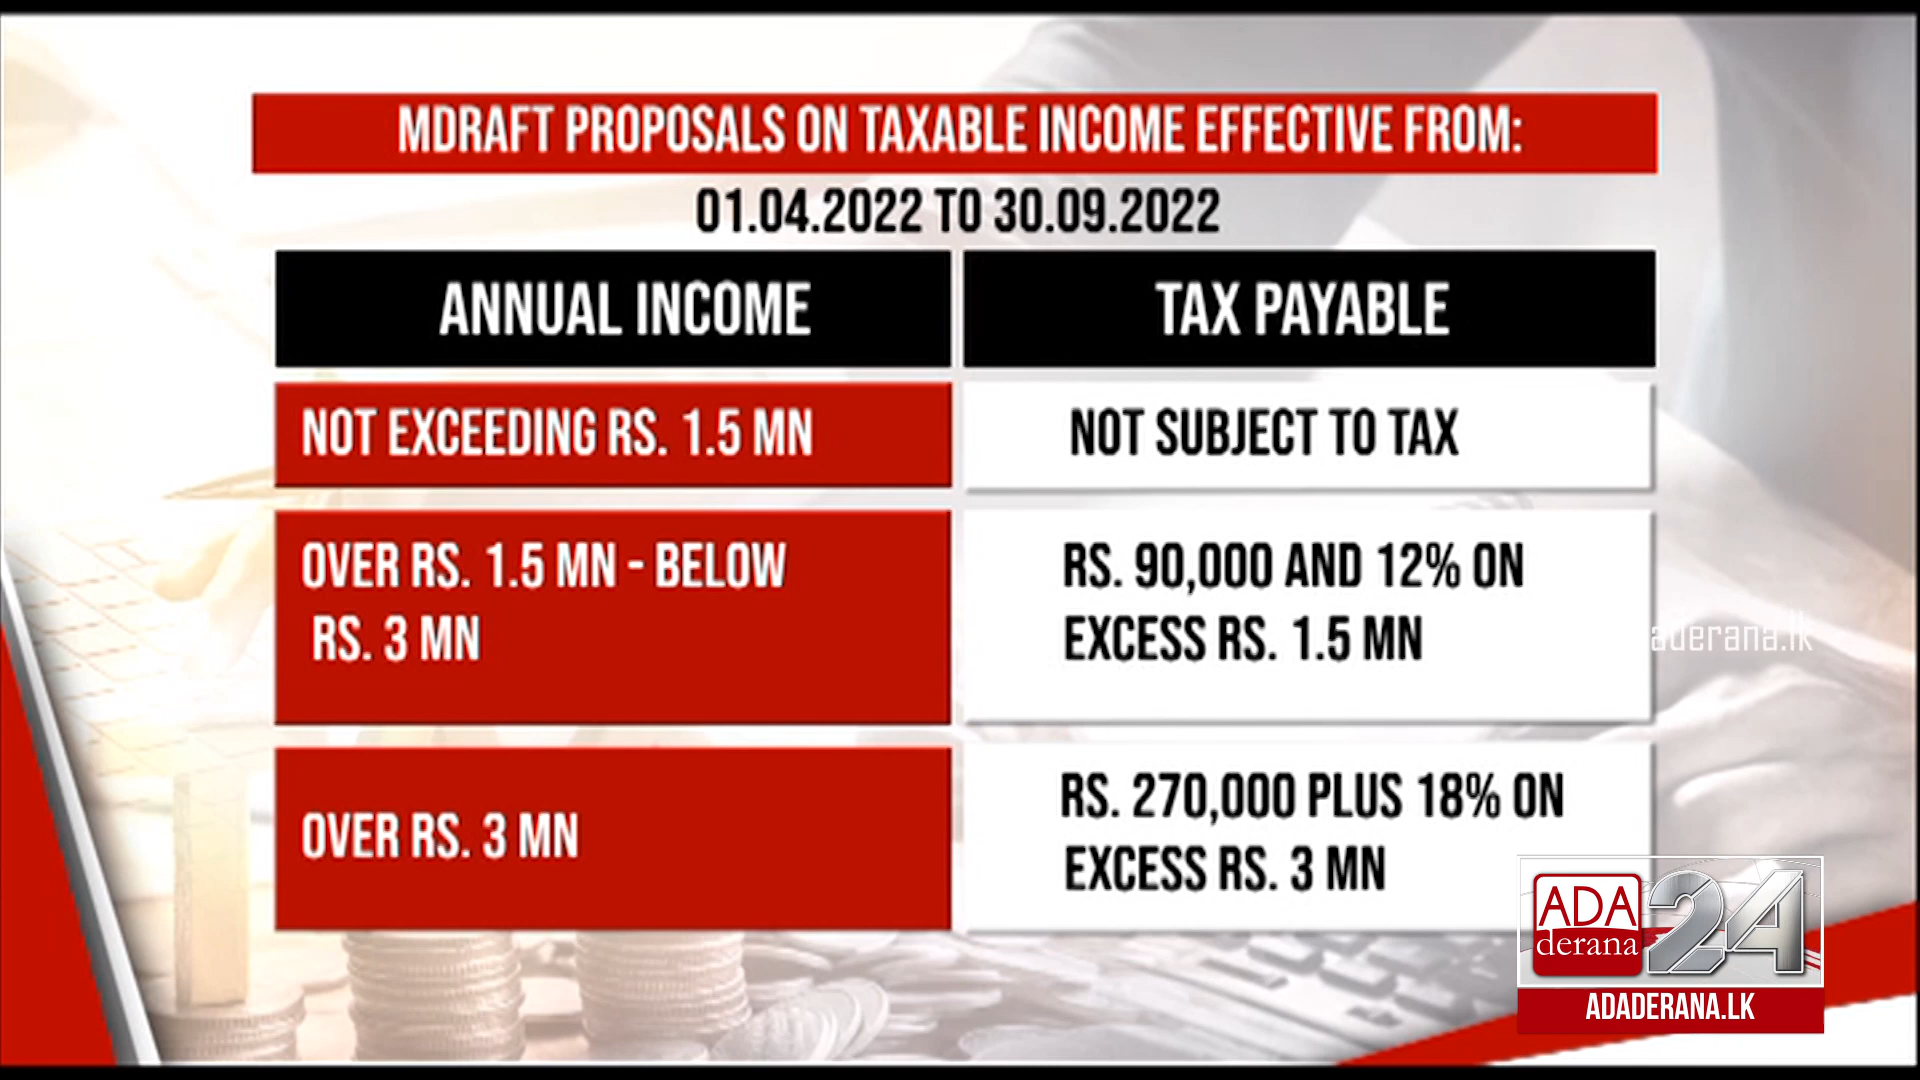 MDRAFT PROPOSALS ON TAXABLE INCOME EFFECTIVE FROM:
01.04.2022 TO 30.09.2022
ANNUAL INCOME
TAX PAYABLE
NOT EXCEEDING RS. 1.5 MN
NOT SUBJECT TO TAX
OVER RS. 1.5 MN - BELOW
RS. 3 MN
RS. 90,000 AND 12% ON
EXCESS RS. 1.5 MN
aderana.lk
OVER RS. 3 MN
RS. 270,000 PLUS 18% ON
EXCESS RS. 3 MN
ADA
derana
24
ADADERANA.LK